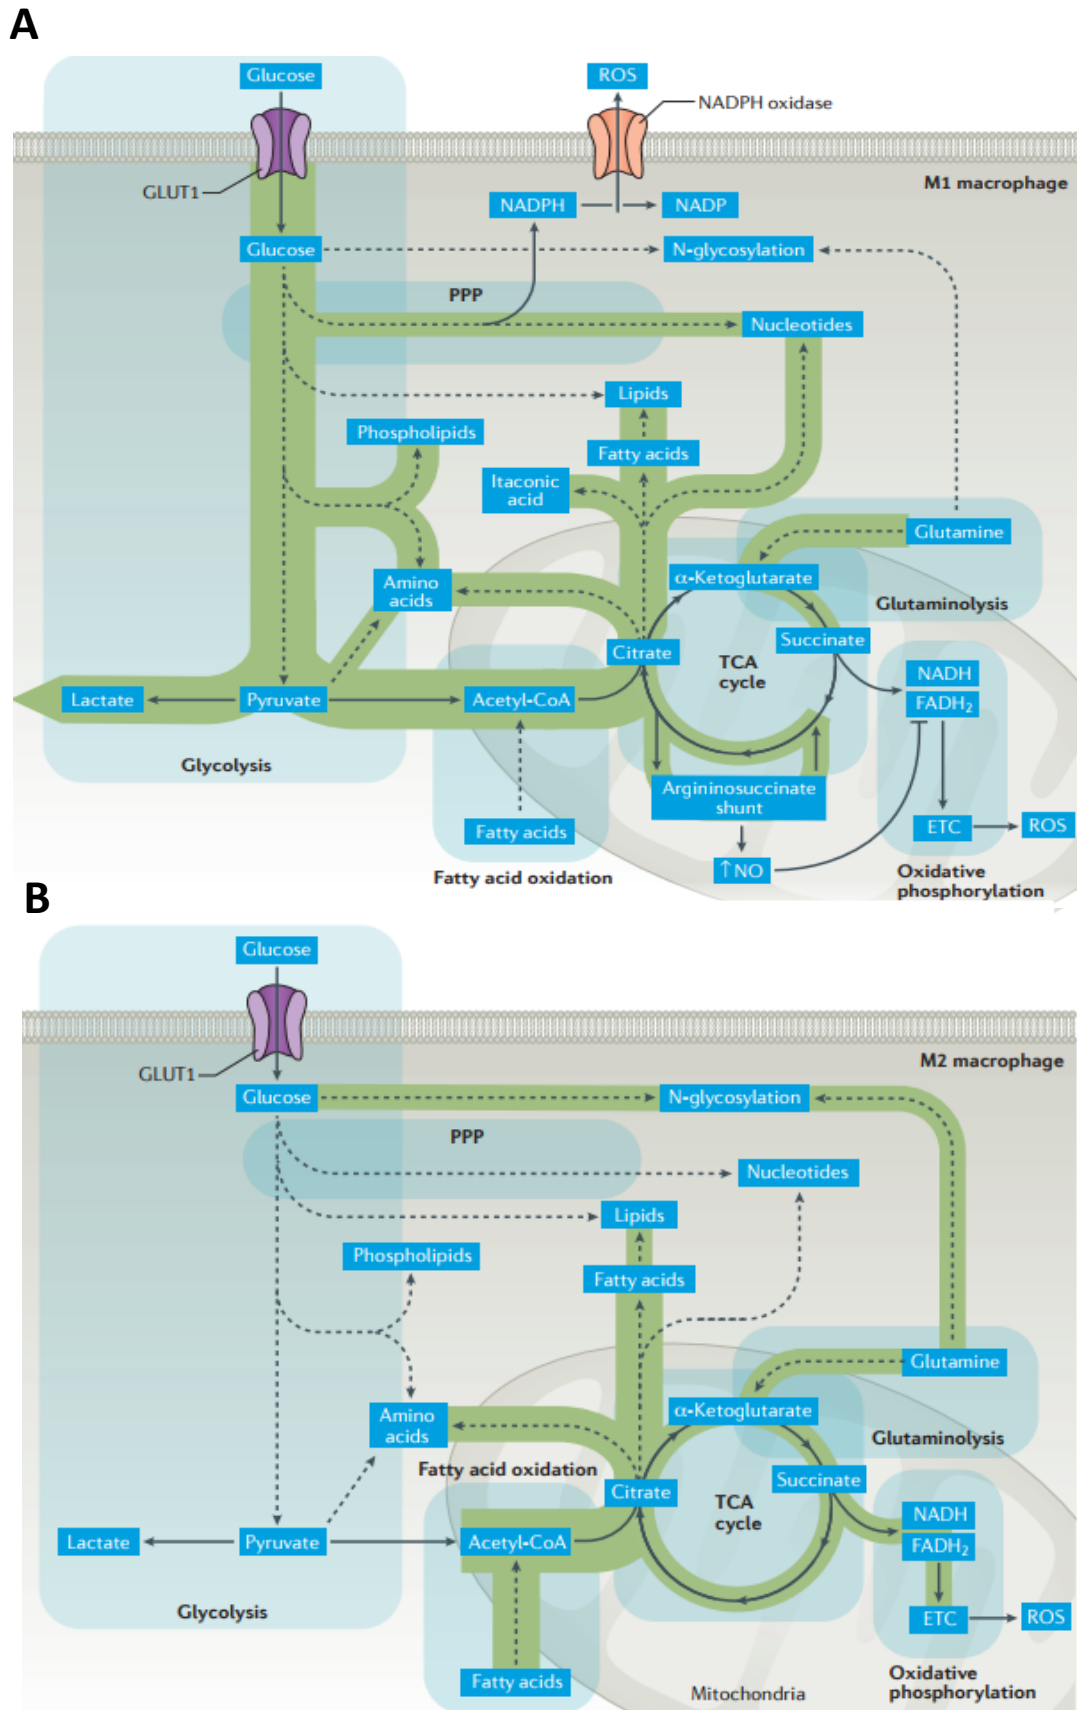 A
Glucose
ROS
NADPH oxidase
GLUT1
M1 macrophage
NADPH
NADP
Glucose
N-glycosylation
PPP
Nucleotides
Lipids
Phospholipids
Fatty acids
Itaconic
acid
Glutamine
α-Ketoglutarate
Amino
acids
Glutaminolysis
Succinate
Citrate
TCA
cycle
NADH
FADH₂
Lactate
Pyruvate
Acetyl-CoA
Glycolysis
Argininosuccinate
shunt
Fatty acids
ETC
ROS
↑NO
Fatty acid oxidation
Oxidative
phosphorylation
B
Glucose
GLUT1
M2 macrophage
Glucose
N-glycosylation
PPP
Nucleotides
Lipids
Phospholipids
Fatty acids
Glutamine
α-Ketoglutarate
Amino
acids
Glutaminolysis
Fatty acid oxidation
Succinate
Citrate
TCA
cycle
NADH
FADH₂
Lactate
Pyruvate
Acetyl-CoA
Glycolysis
ETC
ROS
Fatty acids
Mitochondria
Oxidative
phosphorylation